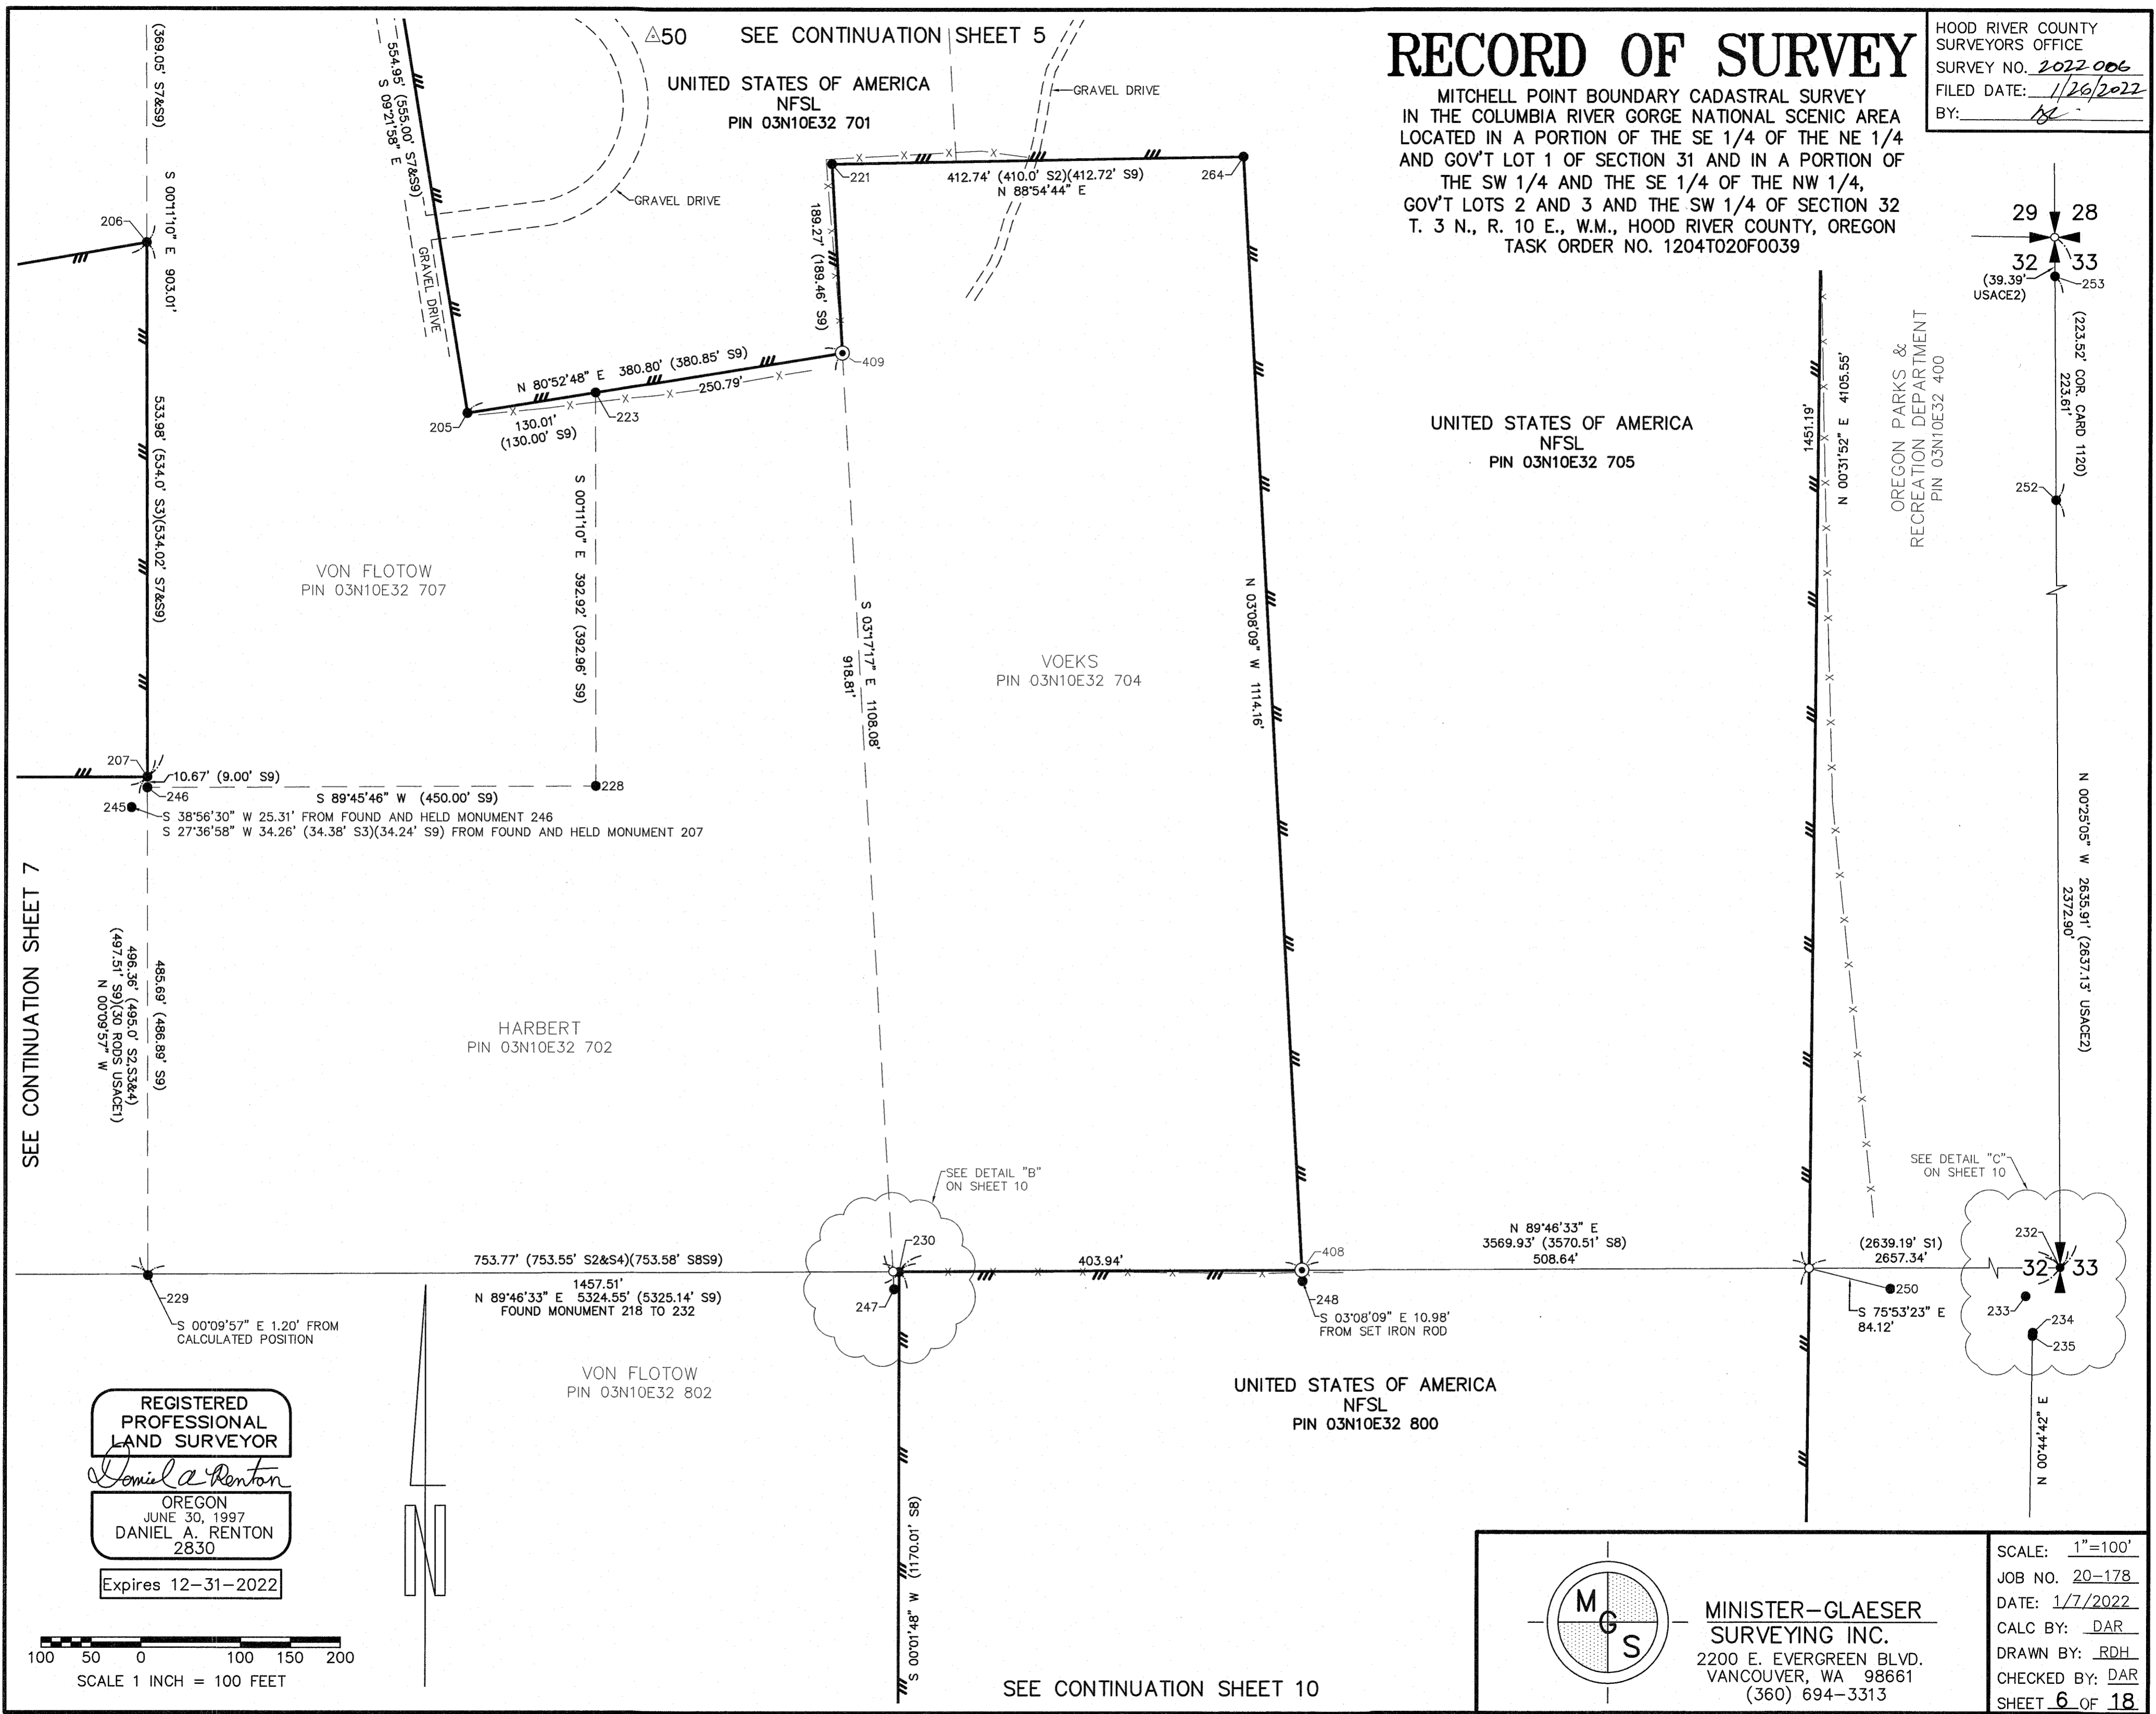 △50 SEE CONTINUATION SHEET 5
RECORD OF SURVEY
MITCHELL POINT BOUNDARY CADASTRAL SURVEY
IN THE COLUMBIA RIVER GORGE NATIONAL SCENIC AREA
LOCATED IN A PORTION OF THE SE 1/4 OF THE NE 1/4
AND GOV'T LOT 1 OF SECTION 31 AND IN A PORTION OF
THE SW 1/4 AND THE SE 1/4 OF THE NW 1/4,
GOV'T LOTS 2 AND 3 AND THE SW 1/4 OF SECTION 32
T. 3 N., R. 10 E., W.M., HOOD RIVER COUNTY, OREGON
TASK ORDER NO. 1204T020F0039
HOOD RIVER COUNTY
SURVEYORS OFFICE
SURVEY NO. 2022 006
FILED DATE: 1/26/2022
BY:
(369.05' S7&S9)
S 00°11'10" E 903.01'
206
533.98' (534.0' S3)(534.02' S7&S9)
554.95' (555.00' S7&S9)
S 09°21'58" E
GRAVEL DRIVE
GRAVEL DRIVE
UNITED STATES OF AMERICA
NFSL
PIN 03N10E32 701
GRAVEL DRIVE
221
412.74' (410.0' S2)(412.72' S9)
N 88°54'44" E
264
189.27' (189.46' S9)
409
N 80°52'48" E 380.80' (380.85' S9)
250.79'
205
130.01'
(130.00' S9)
223
S 00°11'10" E 392.92' (392.96' S9)
VON FLOTOW
PIN 03N10E32 707
S 03°17'17" E 1108.08'
918.81'
VOEKS
PIN 03N10E32 704
N 03°08'09" W 1114.16'
UNITED STATES OF AMERICA
NFSL
PIN 03N10E32 705
1451.19'
N 00°31'52" E 4105.55'
OREGON PARKS &
RECREATION DEPARTMENT
PIN 03N10E32 400
29 28
32 33
(39.39'
USACE2)
253
(223.52' COR. CARD 1120)
223.61'
252
N 00°25'05" W 2635.91' (2637.13' USACE2)
2372.90'
207
10.67' (9.00' S9)
246
S 89°45'46" W (450.00' S9)
228
245
S 38°56'30" W 25.31' FROM FOUND AND HELD MONUMENT 246
S 27°36'58" W 34.26' (34.38' S3)(34.24' S9) FROM FOUND AND HELD MONUMENT 207
SEE CONTINUATION SHEET 7
485.69' (486.89' S9)
496.36' (495.0' S2,S3&4)
(497.51' S9)(30 RODS USACE1)
N 00°09'57" W
HARBERT
PIN 03N10E32 702
SEE DETAIL "B"
ON SHEET 10
SEE DETAIL "C"
ON SHEET 10
753.77' (753.55' S2&S4)(753.58' S8S9)
1457.51'
N 89°46'33" E 5324.55' (5325.14' S9)
FOUND MONUMENT 218 TO 232
230
247
403.94'
408
248
S 03°08'09" E 10.98'
FROM SET IRON ROD
N 89°46'33" E
3569.93' (3570.51' S8)
508.64'
(2639.19' S1)
2657.34'
250
S 75°53'23" E
84.12'
232
32 33
233
234
235
N 00°44'42" E
229
S 00°09'57" E 1.20' FROM
CALCULATED POSITION
VON FLOTOW
PIN 03N10E32 802
UNITED STATES OF AMERICA
NFSL
PIN 03N10E32 800
S 00°01'48" W (1170.01' S8)
REGISTERED
PROFESSIONAL
LAND SURVEYOR
Daniel A Renton
OREGON
JUNE 30, 1997
DANIEL A. RENTON
2830
Expires 12-31-2022
N
100 50 0 100 150 200
SCALE 1 INCH = 100 FEET
SEE CONTINUATION SHEET 10
M G S
MINISTER-GLAESER
SURVEYING INC.
2200 E. EVERGREEN BLVD.
VANCOUVER, WA 98661
(360) 694-3313
SCALE: 1"=100'
JOB NO. 20-178
DATE: 1/7/2022
CALC BY: DAR
DRAWN BY: RDH
CHECKED BY: DAR
SHEET 6 OF 18